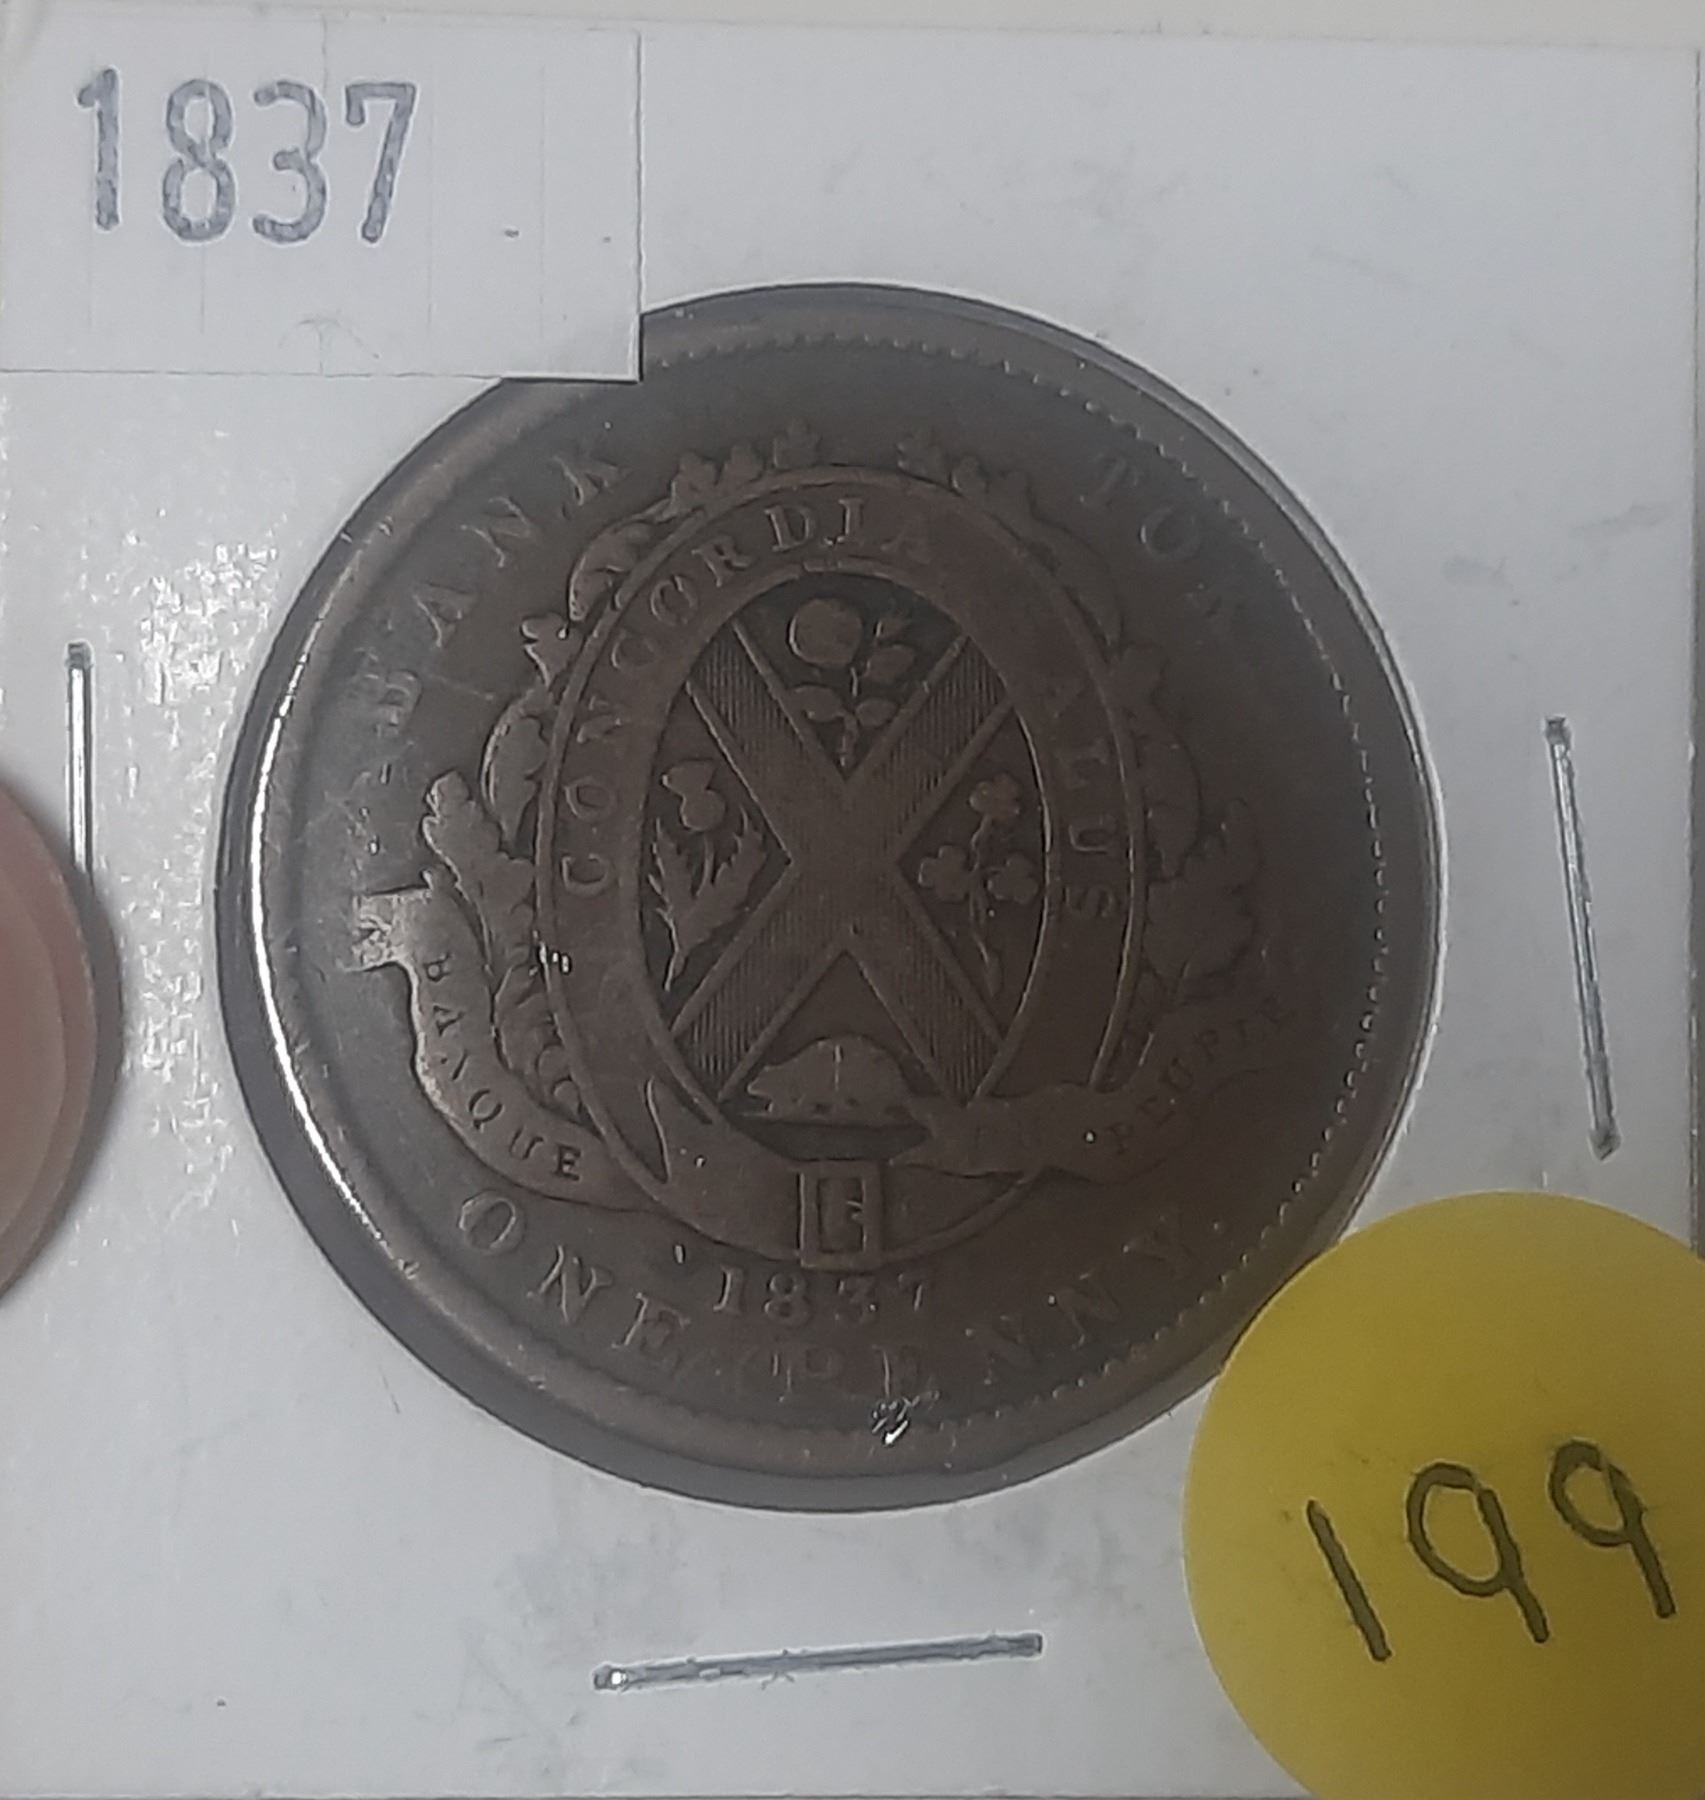 1837
BANK TOKEN
CONCORDIA SALUS
BANQUE DU PEUPLE
1837
ONE PENNY
199